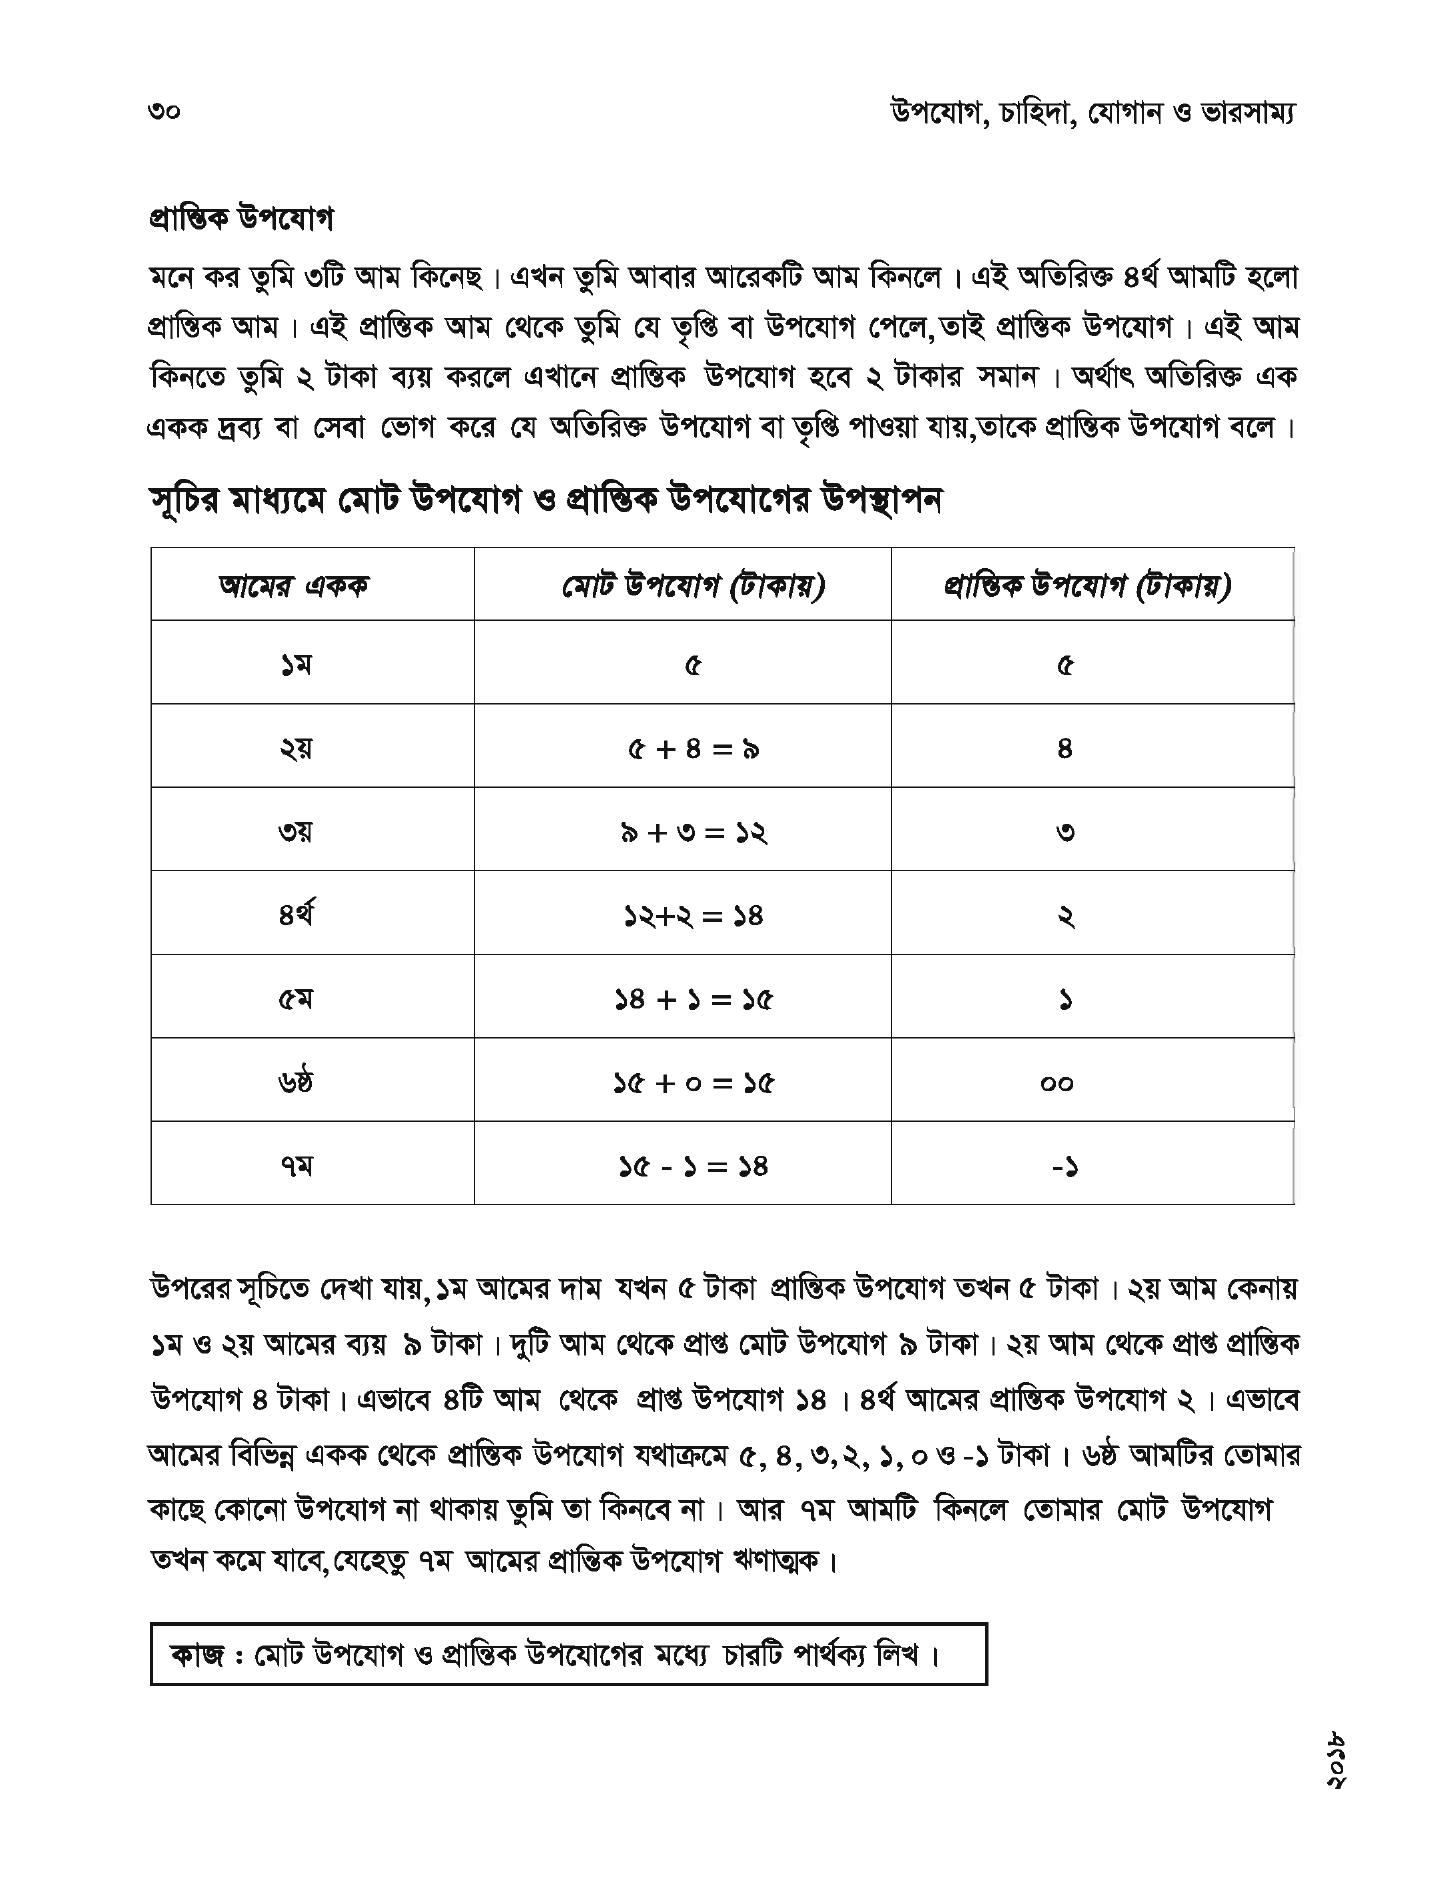 ৩০
উপযোগ, চাহিদা, যোগান ও ভারসাম্য
প্রান্তিক উপযোগ
মনে কর তুমি ৩টি আম কিনেছ। এখন তুমি আবার আরেকটি আম কিনলে। এই অতিরিক্ত ৪র্থ আমটি হলো
প্রান্তিক আম। এই প্রান্তিক আম থেকে তুমি যে তৃপ্তি বা উপযোগ পেলে,তাই প্রান্তিক উপযোগ। এই আম
কিনতে তুমি ২ টাকা ব্যয় করলে এখানে প্রান্তিক উপযোগ হবে ২ টাকার সমান। অর্থাৎ অতিরিক্ত এক
একক দ্রব্য বা সেবা ভোগ করে যে অতিরিক্ত উপযোগ বা তৃপ্তি পাওয়া যায়,তাকে প্রান্তিক উপযোগ বলে।
সূচির মাধ্যমে মোট উপযোগ ও প্রান্তিক উপযোগের উপস্থাপন
আমের একক মোট উপযোগ (টাকায়) প্রান্তিক উপযোগ (টাকায়)
১ম ৫ ৫
২য় ৫ + ৪ = ৯ ৪
৩য় ৯ + ৩ = ১২ ৩
৪র্থ ১২+২ = ১৪ ২
৫ম ১৪ + ১ = ১৫ ১
৬ষ্ঠ ১৫ + ০ = ১৫ ০০
৭ম ১৫ - ১ = ১৪ -১
উপরের সূচিতে দেখা যায়,১ম আমের দাম যখন ৫ টাকা প্রান্তিক উপযোগ তখন ৫ টাকা। ২য় আম কেনায়
১ম ও ২য় আমের ব্যয় ৯ টাকা। দুটি আম থেকে প্রাপ্ত মোট উপযোগ ৯ টাকা। ২য় আম থেকে প্রাপ্ত প্রান্তিক
উপযোগ ৪ টাকা। এভাবে ৪টি আম থেকে প্রাপ্ত উপযোগ ১৪। ৪র্থ আমের প্রান্তিক উপযোগ ২। এভাবে
আমের বিভিন্ন একক থেকে প্রান্তিক উপযোগ যথাক্রমে ৫, ৪, ৩,২, ১, ০ ও -১ টাকা। ৬ষ্ঠ আমটির তোমার
কাছে কোনো উপযোগ না থাকায় তুমি তা কিনবে না। আর ৭ম আমটি কিনলে তোমার মোট উপযোগ
তখন কমে যাবে,যেহেতু ৭ম আমের প্রান্তিক উপযোগ ঋণাত্মক।
কাজ : মোট উপযোগ ও প্রান্তিক উপযোগের মধ্যে চারটি পার্থক্য লিখ।
২০১৮